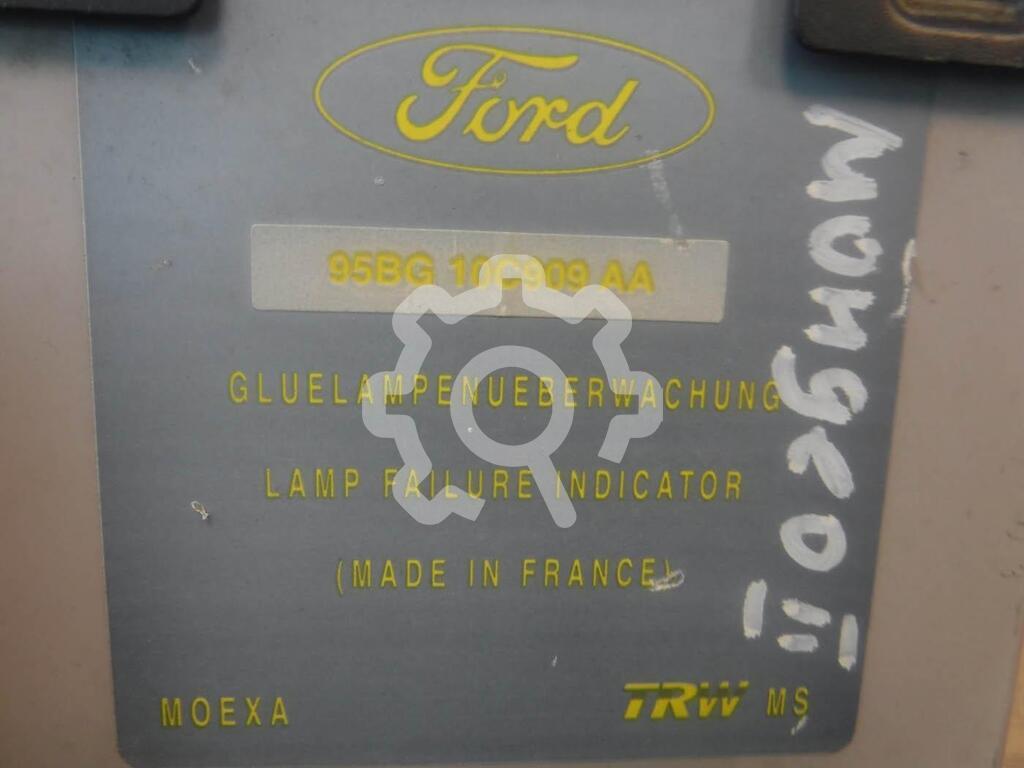 Ford
95BG 10C909 AA
GLUELAMPENUEBERWACHUNG
LAMP FAILURE INDICATOR
(MADE IN FRANCE)
MOEXA
TRW MS